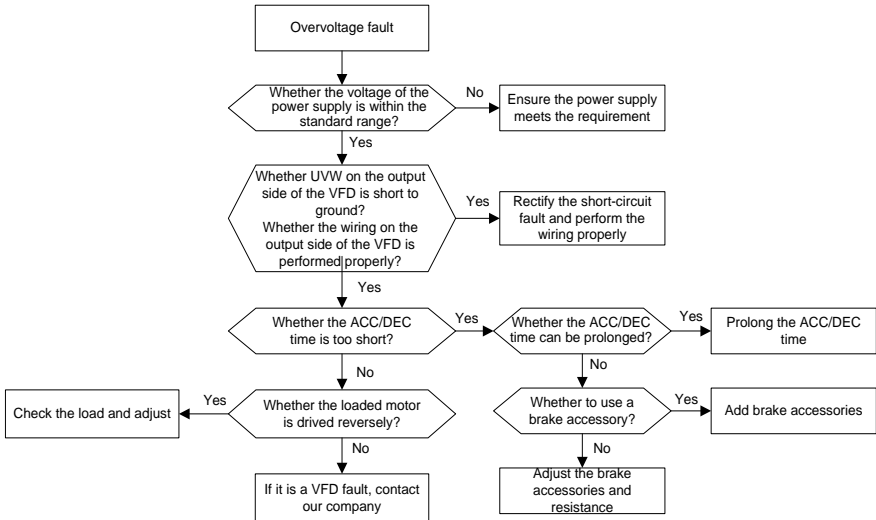 Overvoltage fault
Whether the voltage of the
power supply is within the
standard range?
No
Ensure the power supply
meets the requirement
Yes
Whether UVW on the output
side of the VFD is short to
ground?
Whether the wiring on the
output side of the VFD is
performed properly?
Yes
Rectify the short-circuit
fault and perform the
wiring properly
Yes
Whether the ACC/DEC
time is too short?
Yes
Whether the ACC/DEC
time can be prolonged?
Yes
Prolong the ACC/DEC
time
No
No
Check the load and adjust
Yes
Whether the loaded motor
is drived reversely?
Whether to use a
brake accessory?
Yes
Add brake accessories
No
No
If it is a VFD fault, contact
our company
Adjust the brake
accessories and
resistance